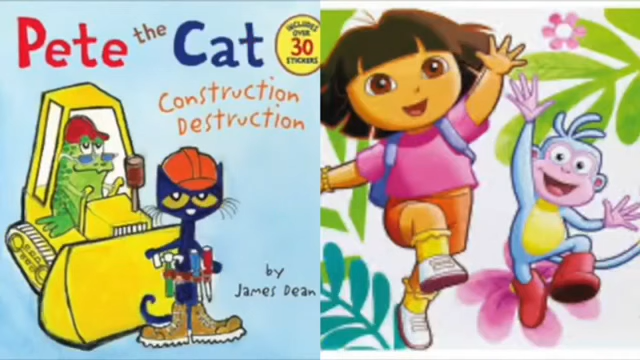 Pete the Cat
INCLUDES
OVER
30
STICKERS
Construction
Destruction
by
James Dean